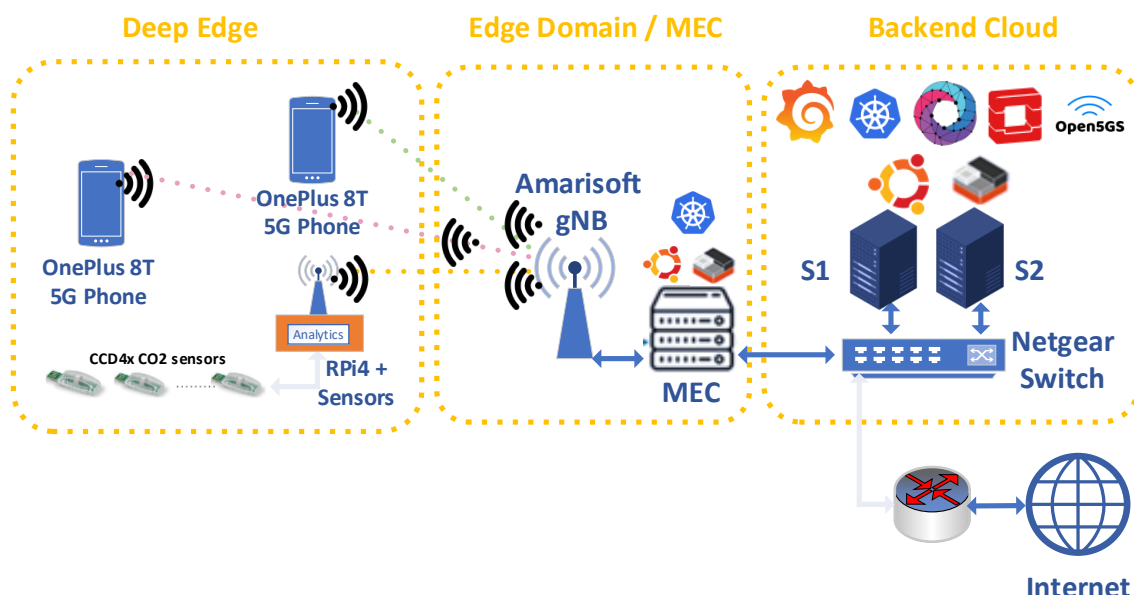 Deep Edge
Edge Domain / MEC
Backend Cloud
Open5GS
OnePlus 8T
5G Phone
OnePlus 8T
5G Phone
Amarisoft
gNB
S1
S2
Analytics
CCD4x CO2 sensors
RPi4 +
Sensors
MEC
Netgear
Switch
Internet